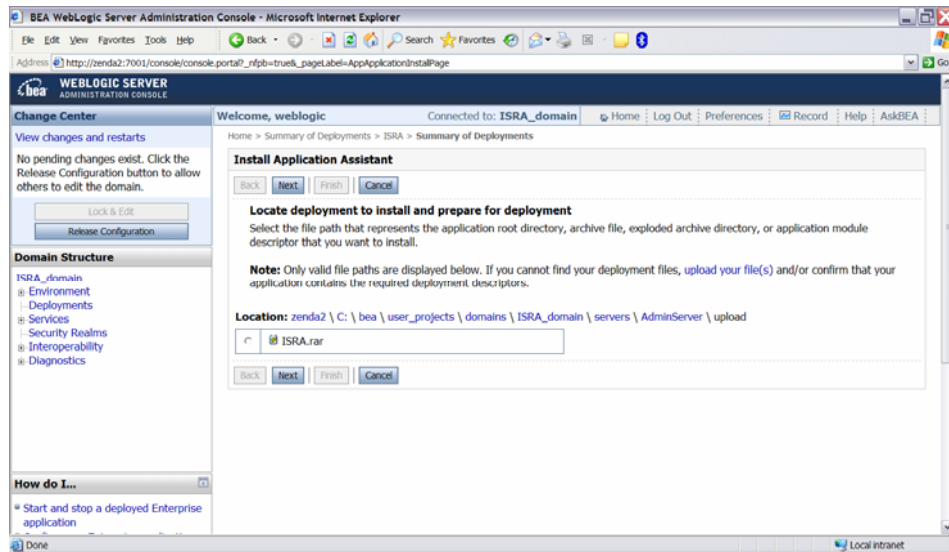 BEA WebLogic Server Administration Console - Microsoft Internet Explorer
File Edit View Favorites Tools Help
Back Search Favorites
Address http://zenda2:7001/console/console.portal?_nfpb=true&_pageLabel=AppApplicationInstallPage Go
bea WEBLOGIC SERVER
ADMINISTRATION CONSOLE
Change Center
View changes and restarts
No pending changes exist. Click the
Release Configuration button to allow
others to edit the domain.
Lock & Edit
Release Configuration
Domain Structure
ISRA_domain
Environment
Deployments
Services
Security Realms
Interoperability
Diagnostics
How do I...
Start and stop a deployed Enterprise
application
Welcome, weblogic Connected to: ISRA_domain Home Log Out Preferences Record Help AskBEA
Home > Summary of Deployments > ISRA > Summary of Deployments
Install Application Assistant
Back Next Finish Cancel
Locate deployment to install and prepare for deployment
Select the file path that represents the application root directory, archive file, exploded archive directory, or application module
descriptor that you want to install.
Note: Only valid file paths are displayed below. If you cannot find your deployment files, upload your file(s) and/or confirm that your
application contains the required deployment descriptors.
Location: zenda2 \ C: \ bea \ user_projects \ domains \ ISRA_domain \ servers \ AdminServer \ upload
ISRA.rar
Back Next Finish Cancel
Done Local intranet